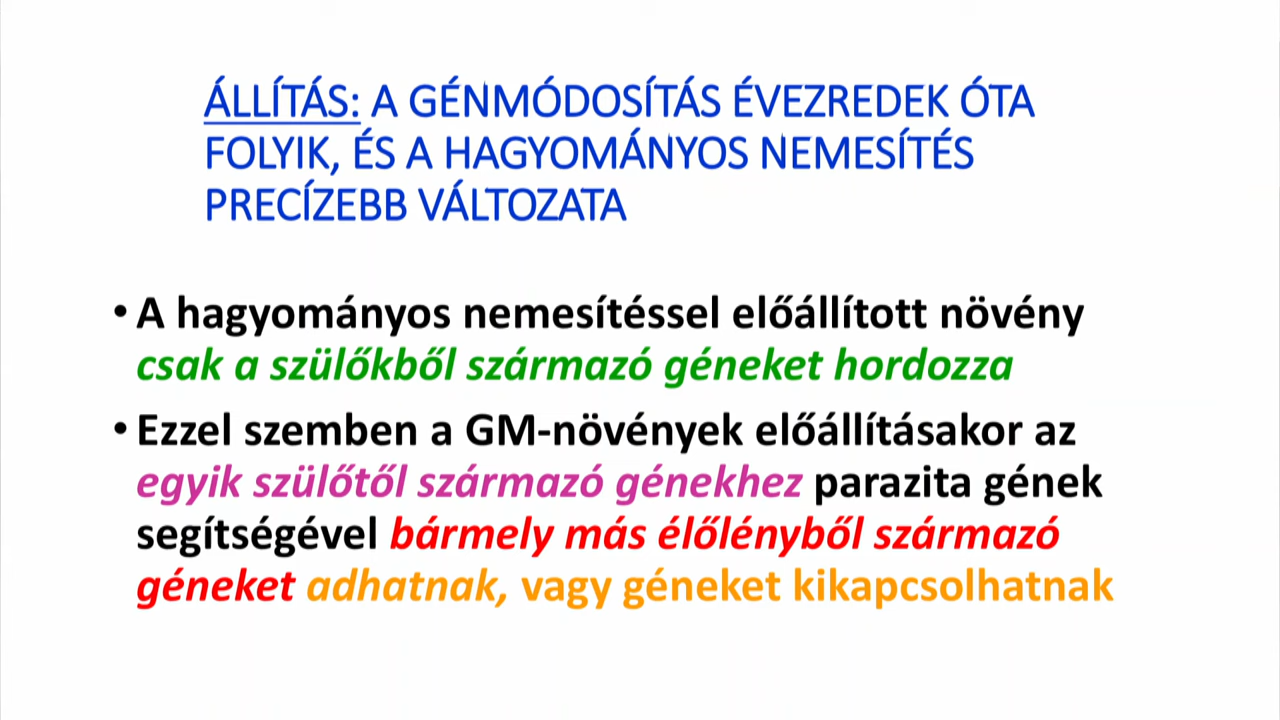 ÁLLÍTÁS: A GÉNMÓDOSÍTÁS ÉVEZREDEK ÓTA
FOLYIK, ÉS A HAGYOMÁNYOS NEMESÍTÉS
PRECÍZEBB VÁLTOZATA
• A hagyományos nemesítéssel előállított növény
csak a szülőkből származó géneket hordozza
• Ezzel szemben a GM-növények előállításakor az
egyik szülőtől származó génekhez parazita gének
segítségével bármely más élőlényből származó
géneket adhatnak, vagy géneket kikapcsolhatnak